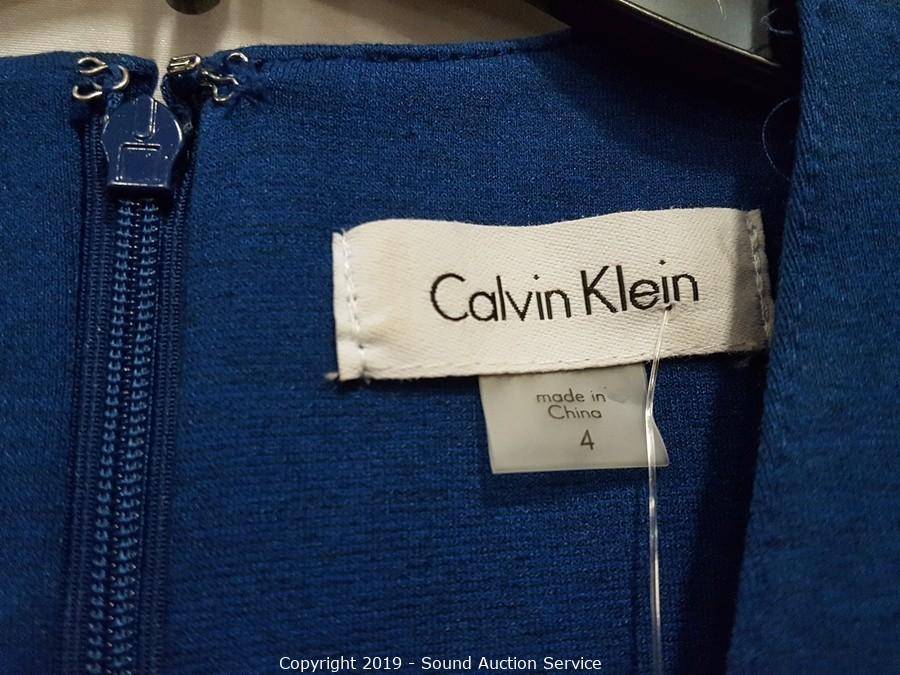 Calvin Klein
made in
China
4
Copyright 2019 - Sound Auction Service